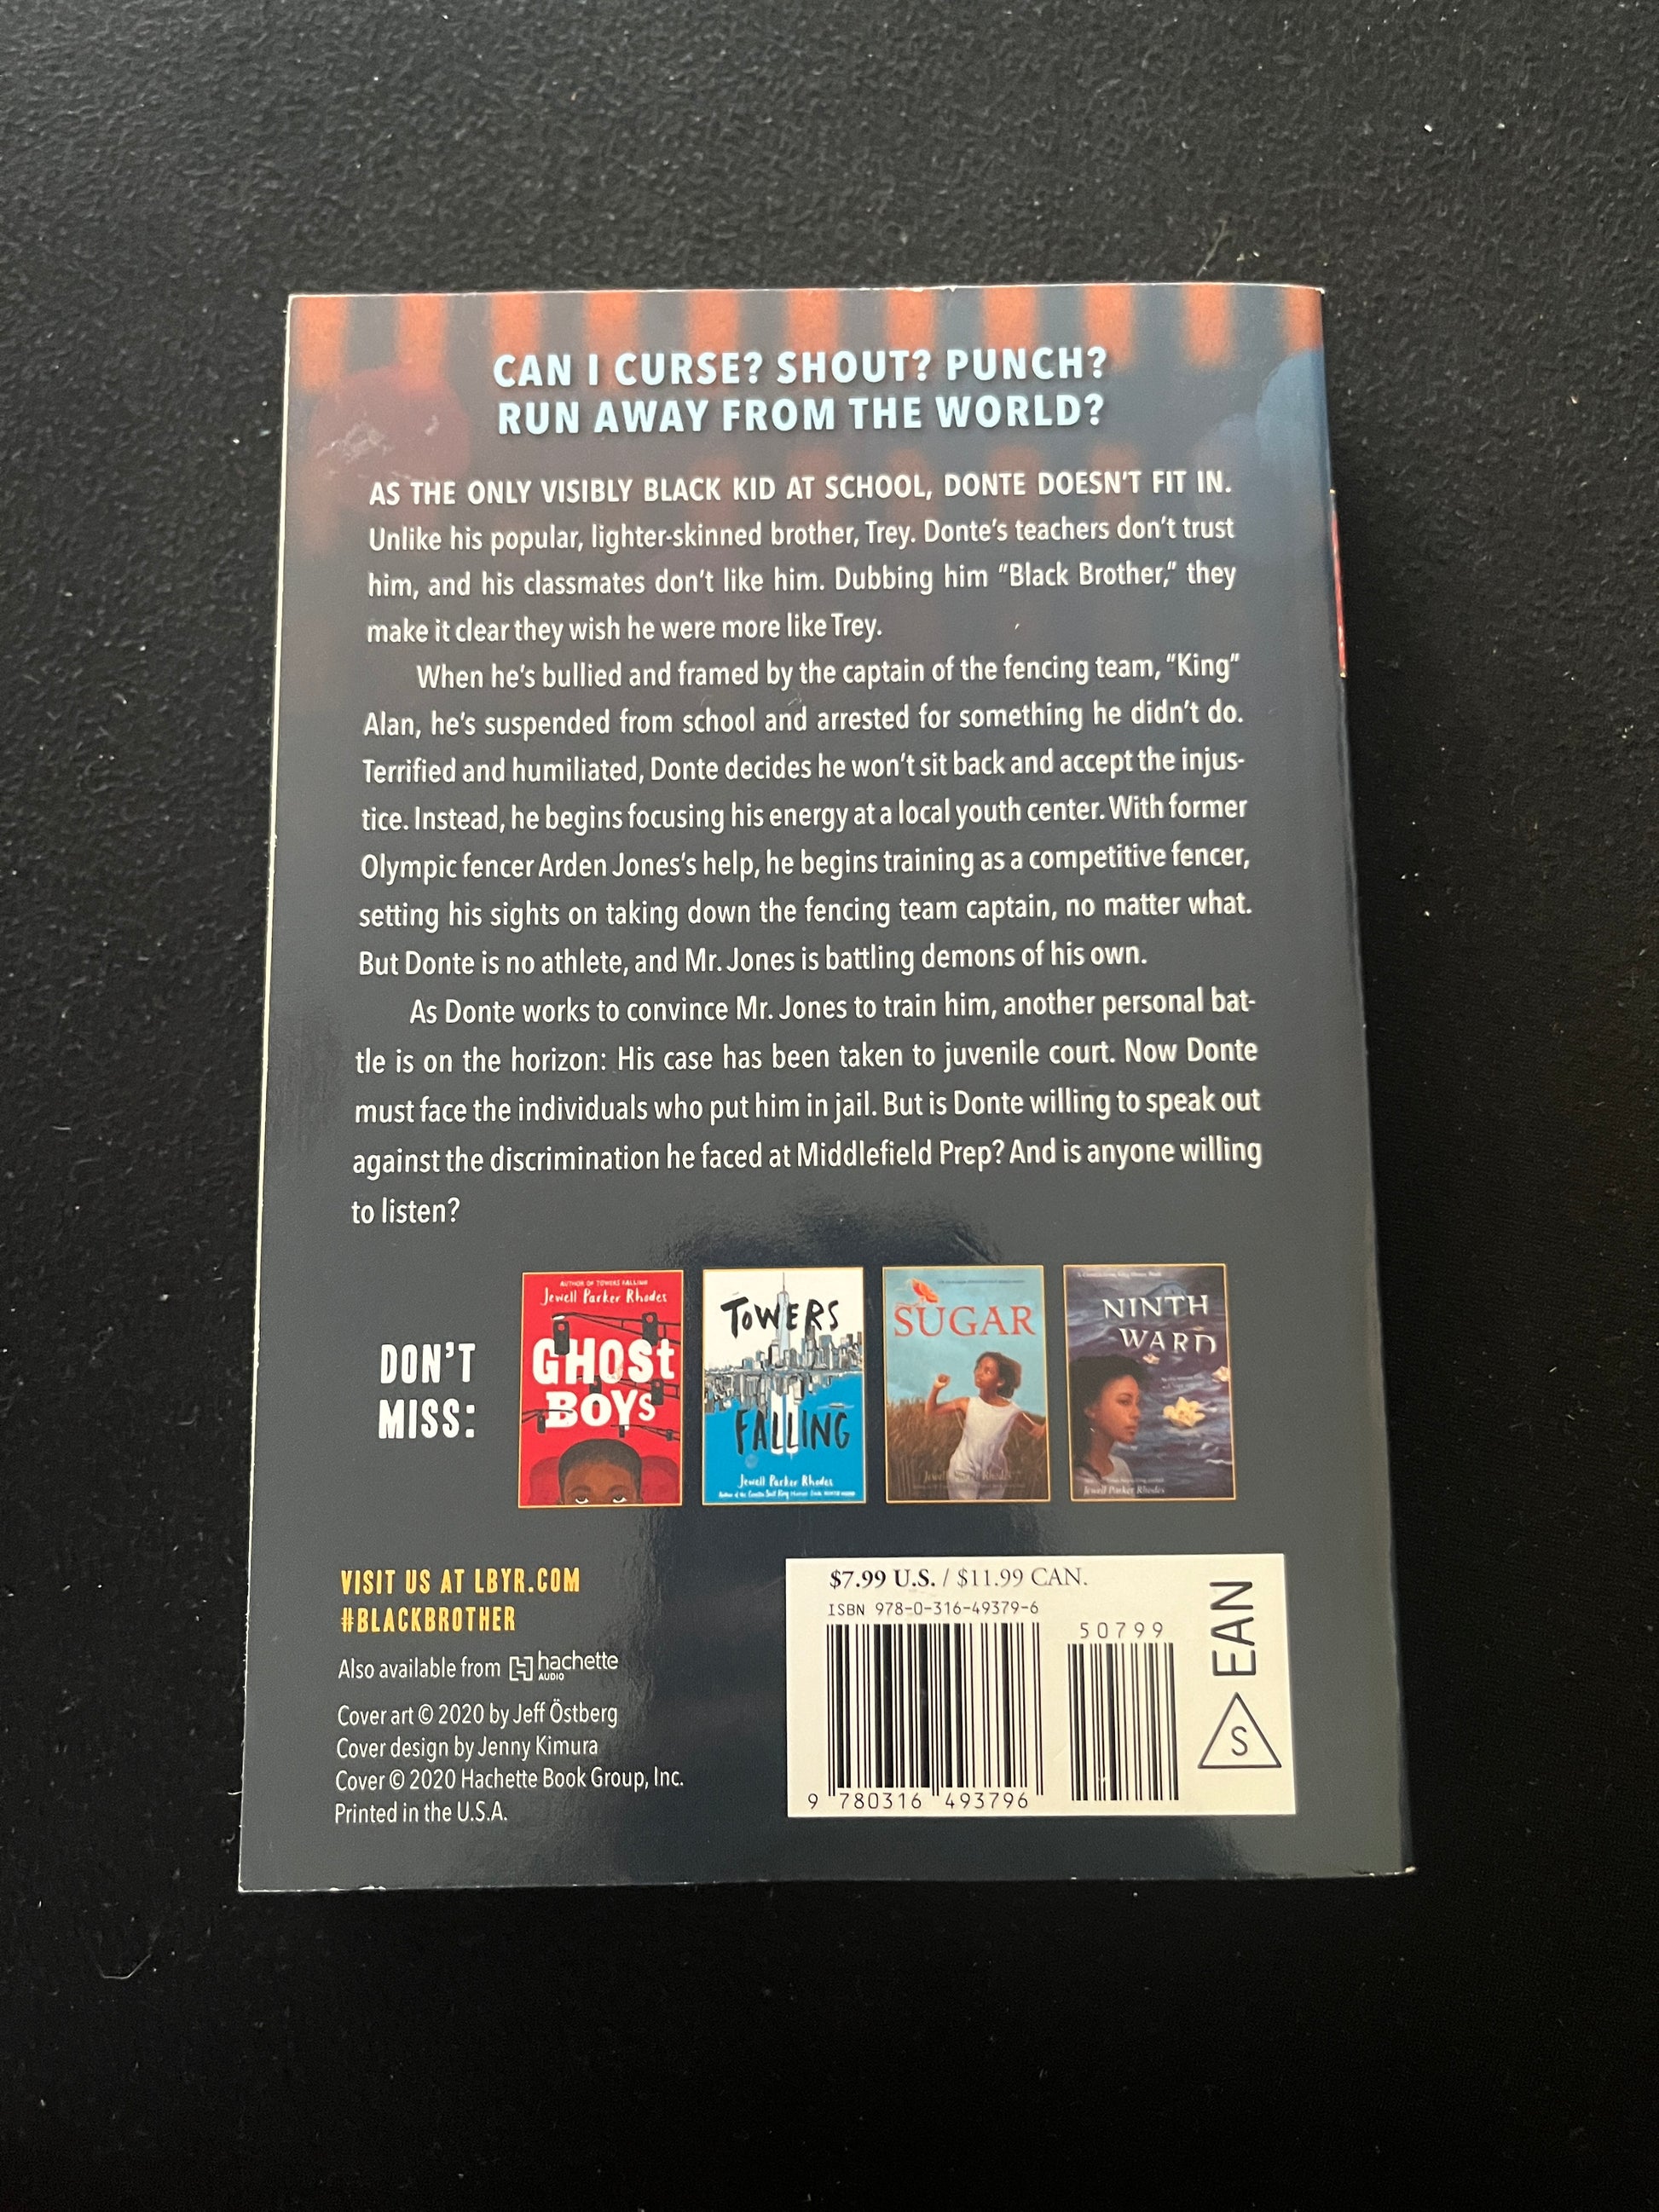 CAN I CURSE? SHOUT? PUNCH?
RUN AWAY FROM THE WORLD?
AS THE ONLY VISIBLY BLACK KID AT SCHOOL, DONTE DOESN'T FIT IN.
Unlike his popular, lighter-skinned brother, Trey. Donte's teachers don't trust
him, and his classmates don't like him. Dubbing him "Black Brother," they
make it clear they wish he were more like Trey.
When he's bullied and framed by the captain of the fencing team, "King"
Alan, he's suspended from school and arrested for something he didn't do.
Terrified and humiliated, Donte decides he won't sit back and accept the injus-
tice. Instead, he begins focusing his energy at a local youth center. With former
Olympic fencer Arden Jones's help, he begins training as a competitive fencer,
setting his sights on taking down the fencing team captain, no matter what.
But Donte is no athlete, and Mr. Jones is battling demons of his own.
As Donte works to convince Mr. Jones to train him, another personal bat-
tle is on the horizon: His case has been taken to juvenile court. Now Donte
must face the individuals who put him in jail. But is Donte willing to speak out
against the discrimination he faced at Middlefield Prep? And is anyone willing
to listen?
DON'T
MISS:
AUTHOR OF TOWERS FALLING
Jewell Parker Rhodes
GHOST
BOYS
TOWERS
FALLING
Jewell Parker Rhodes
SUGAR
Jewell Parker Rhodes
NINTH
WARD
Jewell Parker Rhodes
VISIT US AT LBYR.COM
#BLACKBROTHER
Also available from hachette
AUDIO
Cover art © 2020 by Jeff Östberg
Cover design by Jenny Kimura
Cover © 2020 Hachette Book Group, Inc.
Printed in the U.S.A.
$7.99 U.S. / $11.99 CAN.
ISBN 978-0-316-49379-6
50799
9 780316 493796
EAN
S